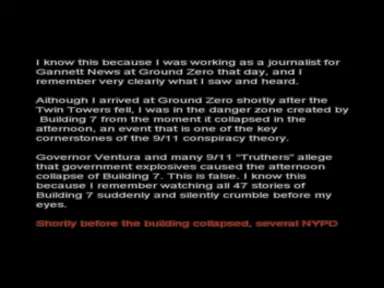 I know this because I was working as a journalist for
Gannett News at Ground Zero that day, and I
remember very clearly what I saw and heard.
Although I arrived at Ground Zero shortly after the
Twin Towers fell, I was in the danger zone created by
Building 7 from the moment it collapsed in the
afternoon, an event that is one of the key
cornerstones of the 9/11 conspiracy theory.
Governor Ventura and many 9/11 "Truthers" allege
that government explosives caused the afternoon
collapse of Building 7. This is false. I know this
because I remember watching all 47 stories of
Building 7 suddenly and silently crumble before my
eyes.
Shortly before the building collapsed, several NYPD